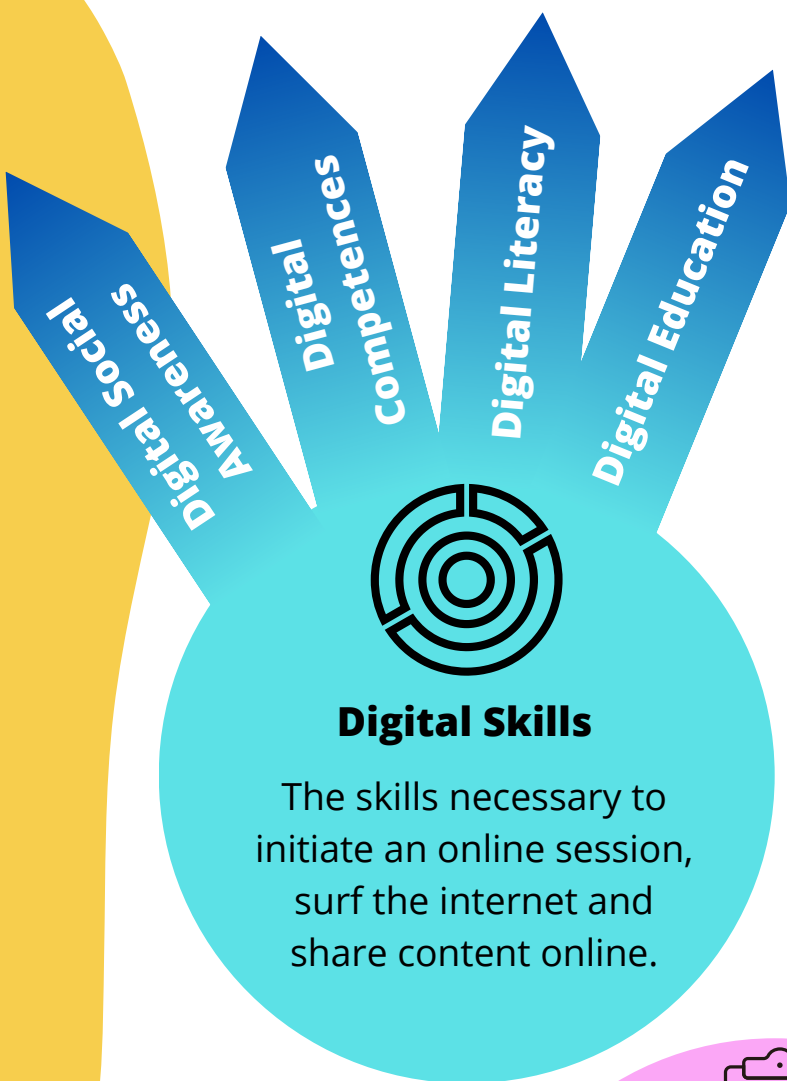 Digital Social
Awareness
Digital
Competences
Digital Literacy
Digital Education
Digital Skills
The skills necessary to
initiate an online session,
surf the internet and
share content online.